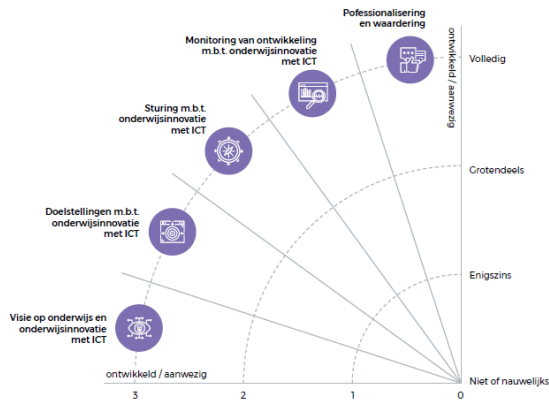 Pofessionalisering
en waardering
Monitoring van ontwikkeling
m.b.t. onderwijsinnovatie
met ICT
Sturing m.b.t.
onderwijsinnovatie
met ICT
Doelstellingen m.b.t.
onderwijsinnovatie
met ICT
Visie op onderwijs en
onderwijsinnovatie
met ICT
ontwikkeld / aanwezig
Volledig
Grotendeels
Enigszins
Niet of nauwelijks
ontwikkeld / aanwezig
3
2
1
0